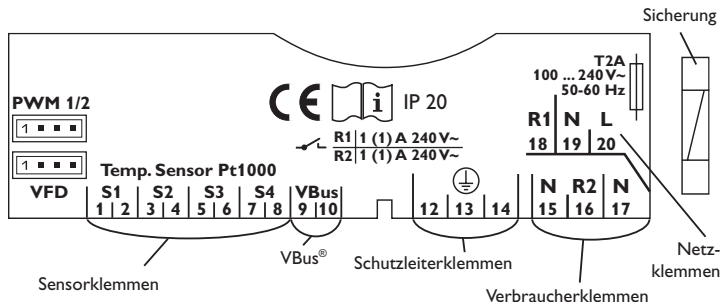 Sicherung
T2A
100 ... 240 V~
50-60 Hz
PWM 1/2
CE i IP 20
R1 N L
18 19 20
R1 1 (1) A 240 V~
R2 1 (1) A 240 V~
1
1
VFD
Temp. Sensor Pt1000
S1 S2 S3 S4 VBus
1 2 3 4 5 6 7 8 9 10
12 13 14
N R2 N
15 16 17
Netz-
klemmen
Sensorklemmen
VBus®
Schutzleiterklemmen
Verbraucherklemmen